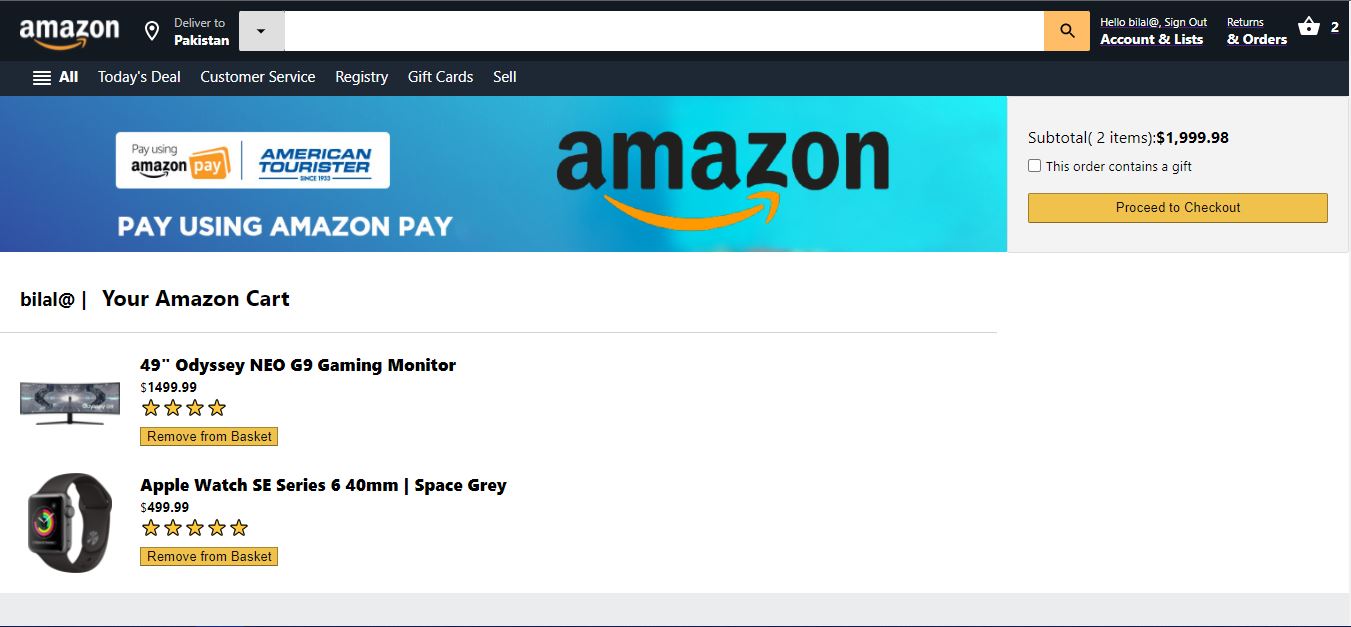 amazon
Deliver to
Pakistan
Hello bilal@, Sign Out
Account & Lists
Returns
& Orders
2
All
Today's Deal
Customer Service
Registry
Gift Cards
Sell
Pay using
amazon pay
AMERICAN
TOURISTER
SINCE 1933
PAY USING AMAZON PAY
amazon
Subtotal( 2 items):$1,999.98
This order contains a gift
Proceed to Checkout
bilal@ | Your Amazon Cart
49" Odyssey NEO G9 Gaming Monitor
$1499.99
Remove from Basket
Apple Watch SE Series 6 40mm | Space Grey
$499.99
Remove from Basket